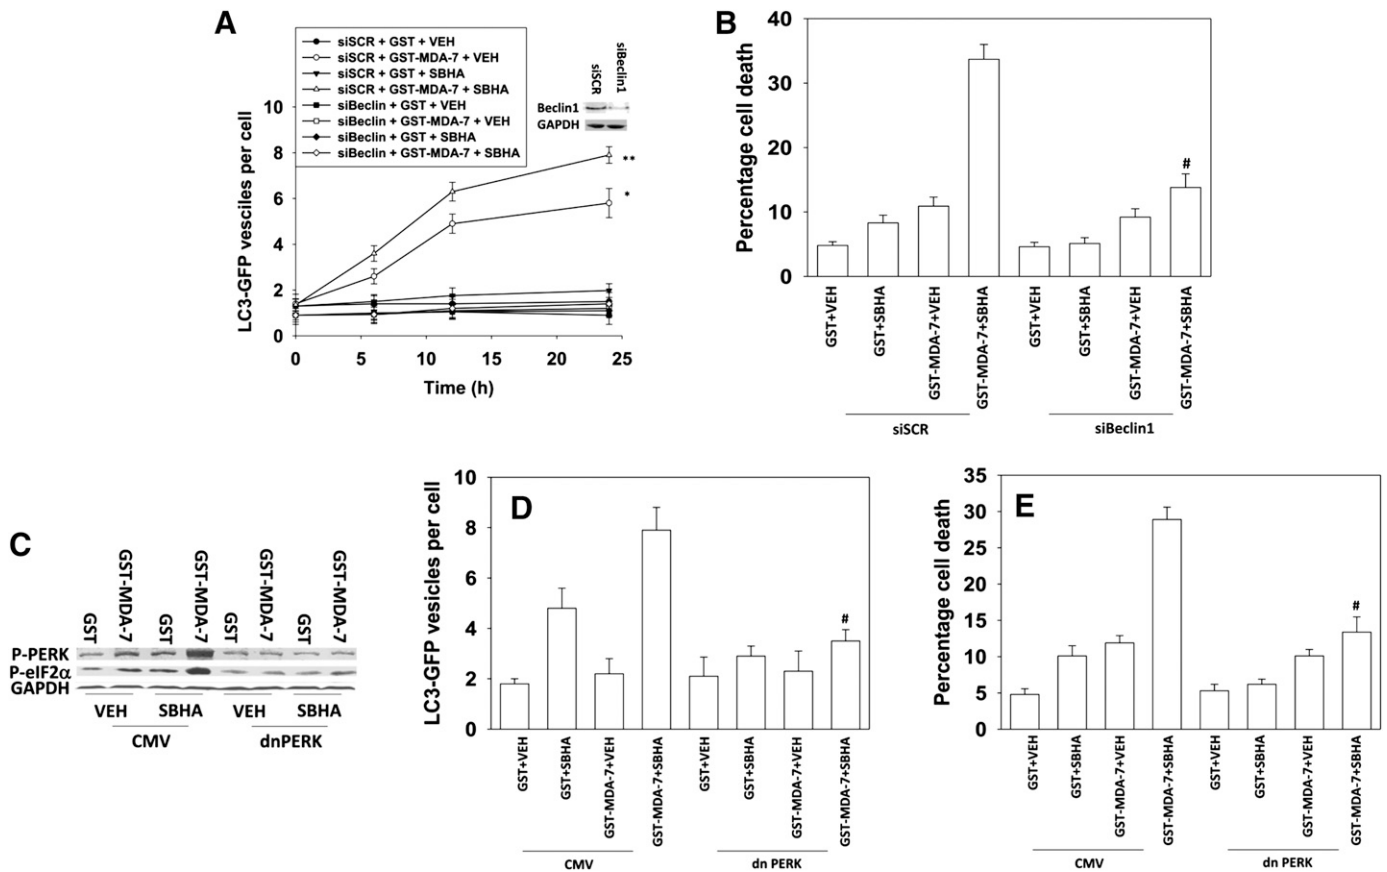 A
siSCR + GST + VEH
siSCR + GST-MDA-7 + VEH
siSCR + GST + SBHA
siSCR + GST-MDA-7 + SBHA
siBeclin + GST + VEH
siBeclin + GST-MDA-7 + VEH
siBeclin + GST + SBHA
siBeclin + GST-MDA-7 + SBHA
siSCR
siBeclin1
Beclin1
GAPDH
LC3-GFP vesciles per cell
10
8
6
4
2
0
**
*
0 5 10 15 20 25
Time (h)
B
Percentage cell death
40
30
20
10
0
#
GST+VEH
GST+SBHA
GST-MDA-7+VEH
GST-MDA-7+SBHA
GST+VEH
GST+SBHA
GST-MDA-7+VEH
GST-MDA-7+SBHA
siSCR
siBeclin1
C
GST
GST-MDA-7
GST
GST-MDA-7
GST
GST-MDA-7
GST
GST-MDA-7
P-PERK
P-eIF2α
GAPDH
VEH SBHA VEH SBHA
CMV dnPERK
D
LC3-GFP vesicles per cell
10
8
6
4
2
0
#
GST+VEH
GST+SBHA
GST-MDA-7+VEH
GST-MDA-7+SBHA
GST+VEH
GST+SBHA
GST-MDA-7+VEH
GST-MDA-7+SBHA
CMV
dn PERK
E
Percentage cell death
35
30
25
20
15
10
5
0
#
GST+VEH
GST+SBHA
GST-MDA-7+VEH
GST-MDA-7+SBHA
GST+VEH
GST+SBHA
GST-MDA-7+VEH
GST-MDA-7+SBHA
CMV
dn PERK